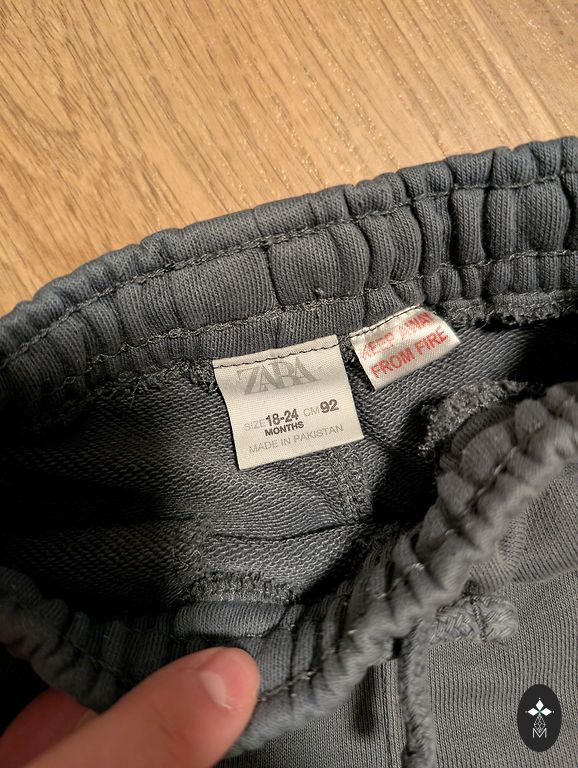 ZARA
SIZE 18-24 CM 92
MONTHS
MADE IN PAKISTAN
KEEP AWAY
FROM FIRE
M